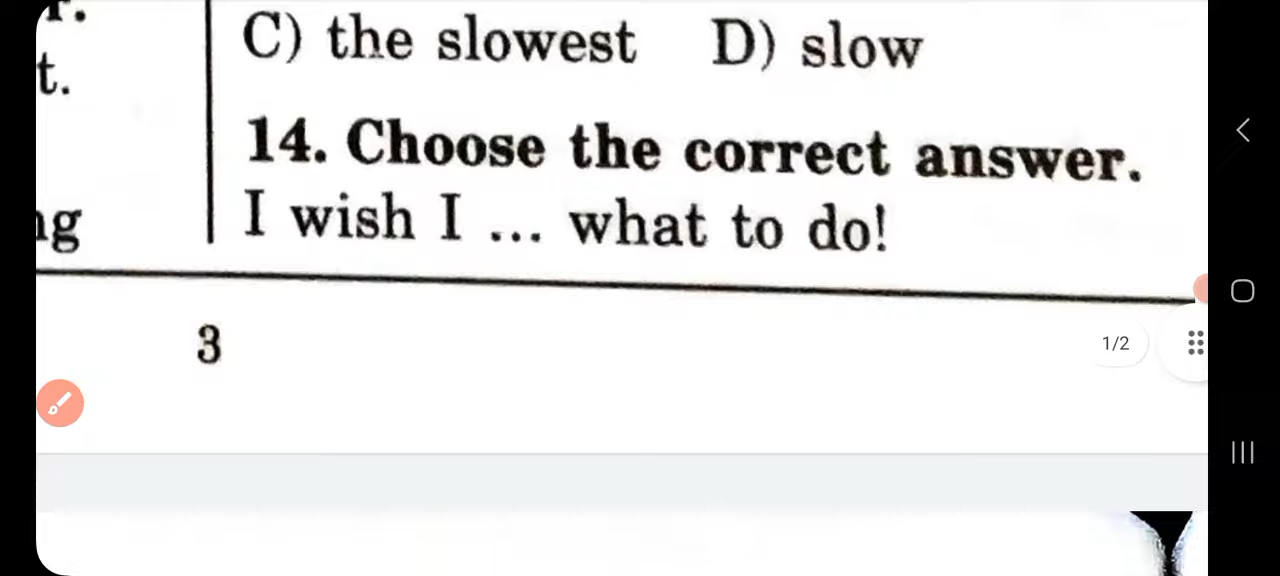 r.
t.
C) the slowest D) slow
14. Choose the correct answer.
I wish I ... what to do!
g
3
1/2